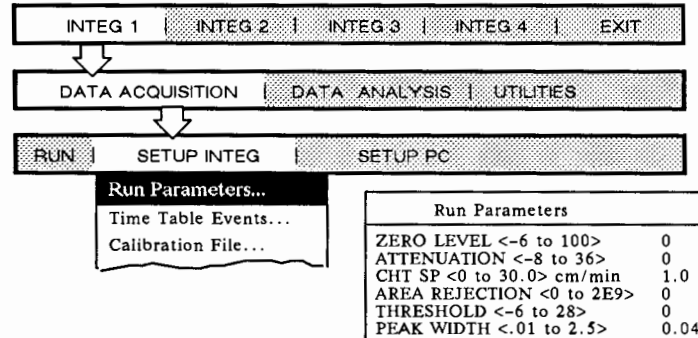 INTEG 1 | INTEG 2 | INTEG 3 | INTEG 4 | EXIT
DATA ACQUISITION | DATA ANALYSIS | UTILITIES
RUN | SETUP INTEG | SETUP PC
Run Parameters...
Time Table Events...
Calibration File...
Run Parameters
ZERO LEVEL <-6 to 100> 0
ATTENUATION <-8 to 36> 0
CHT SP <0 to 30.0> cm/min 1.0
AREA REJECTION <0 to 2E9> 0
THRESHOLD <-6 to 28> 0
PEAK WIDTH <.01 to 2.5> 0.04